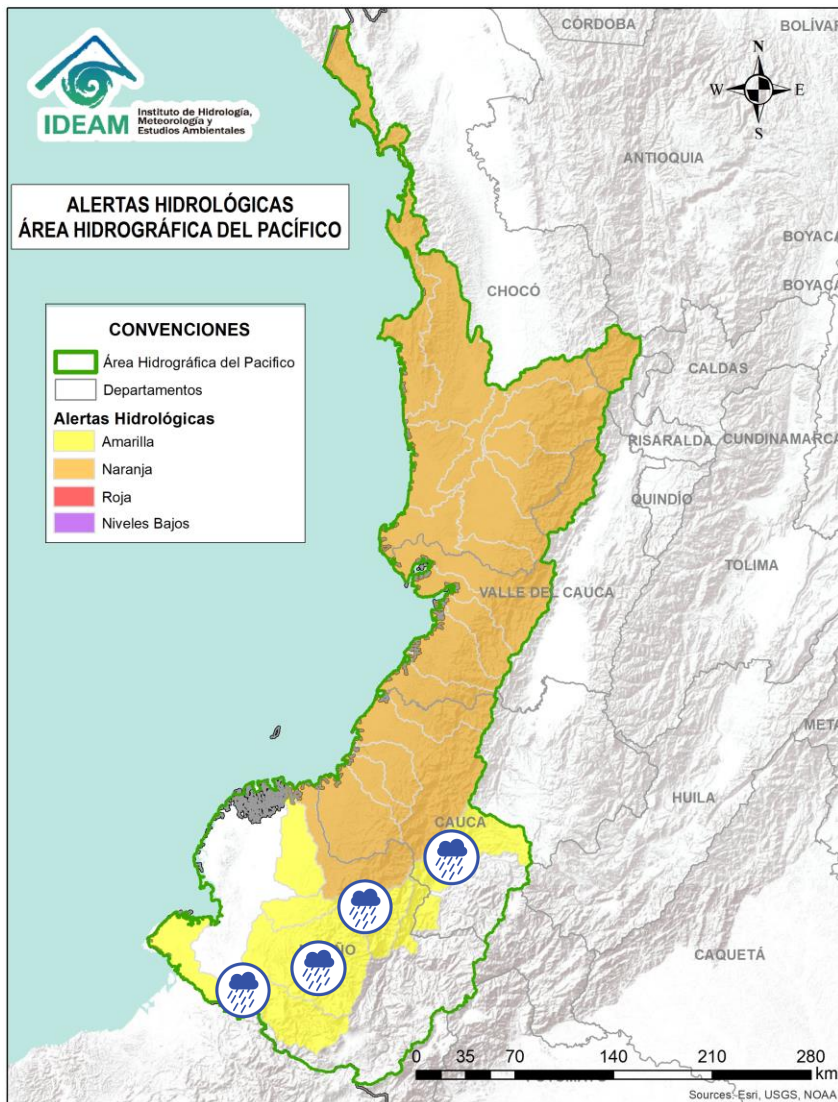 CÓRDOBA
BOLÍVAR
IDEAM
Instituto de Hidrología,
Meteorología y
Estudios Ambientales
N
W
E
S
ANTIOQUIA
ALERTAS HIDROLÓGICAS
ÁREA HIDROGRÁFICA DEL PACÍFICO
BOYACÁ
BOYACÁ
CHOCÓ
CONVENCIONES
Área Hidrográfica del Pacifico
Departamentos
Alertas Hidrológicas
Amarilla
Naranja
Roja
Niveles Bajos
CALDAS
RISARALDA
CUNDINAMARCA
QUINDÍO
TOLIMA
VALLE DEL CAUCA
META
HUILA
CAUCA
CAQUETÁ
0 35 70 140 210 280
km
Sources: Esri, USGS, NOAA